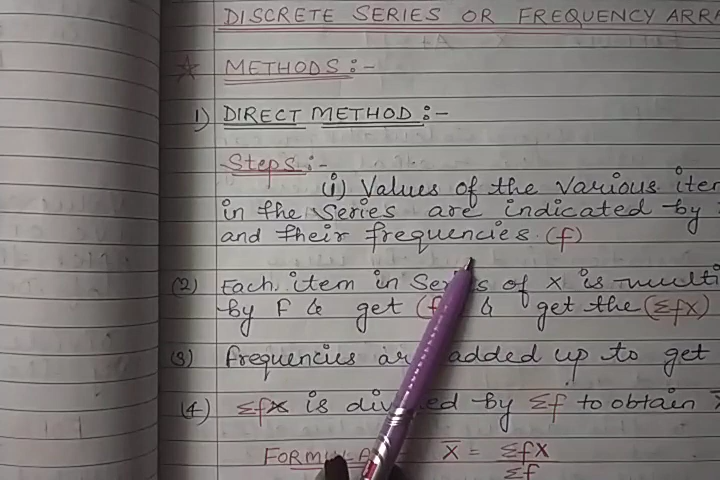 DISCRETE SERIES OR FREQUENCY ARR
METHODS :-
1) DIRECT METHOD :-
Steps :-
(i) Values of the various ite
in the series are indicated by
and their frequencies. (f)
(2) Each item in Series of X is multi
by F & get (f & get the (Σfx)
(3) frequencies are added up to get
(4) Σfx is divided by Σf to obtain
FORMULA X̄ = ΣfX
Σf